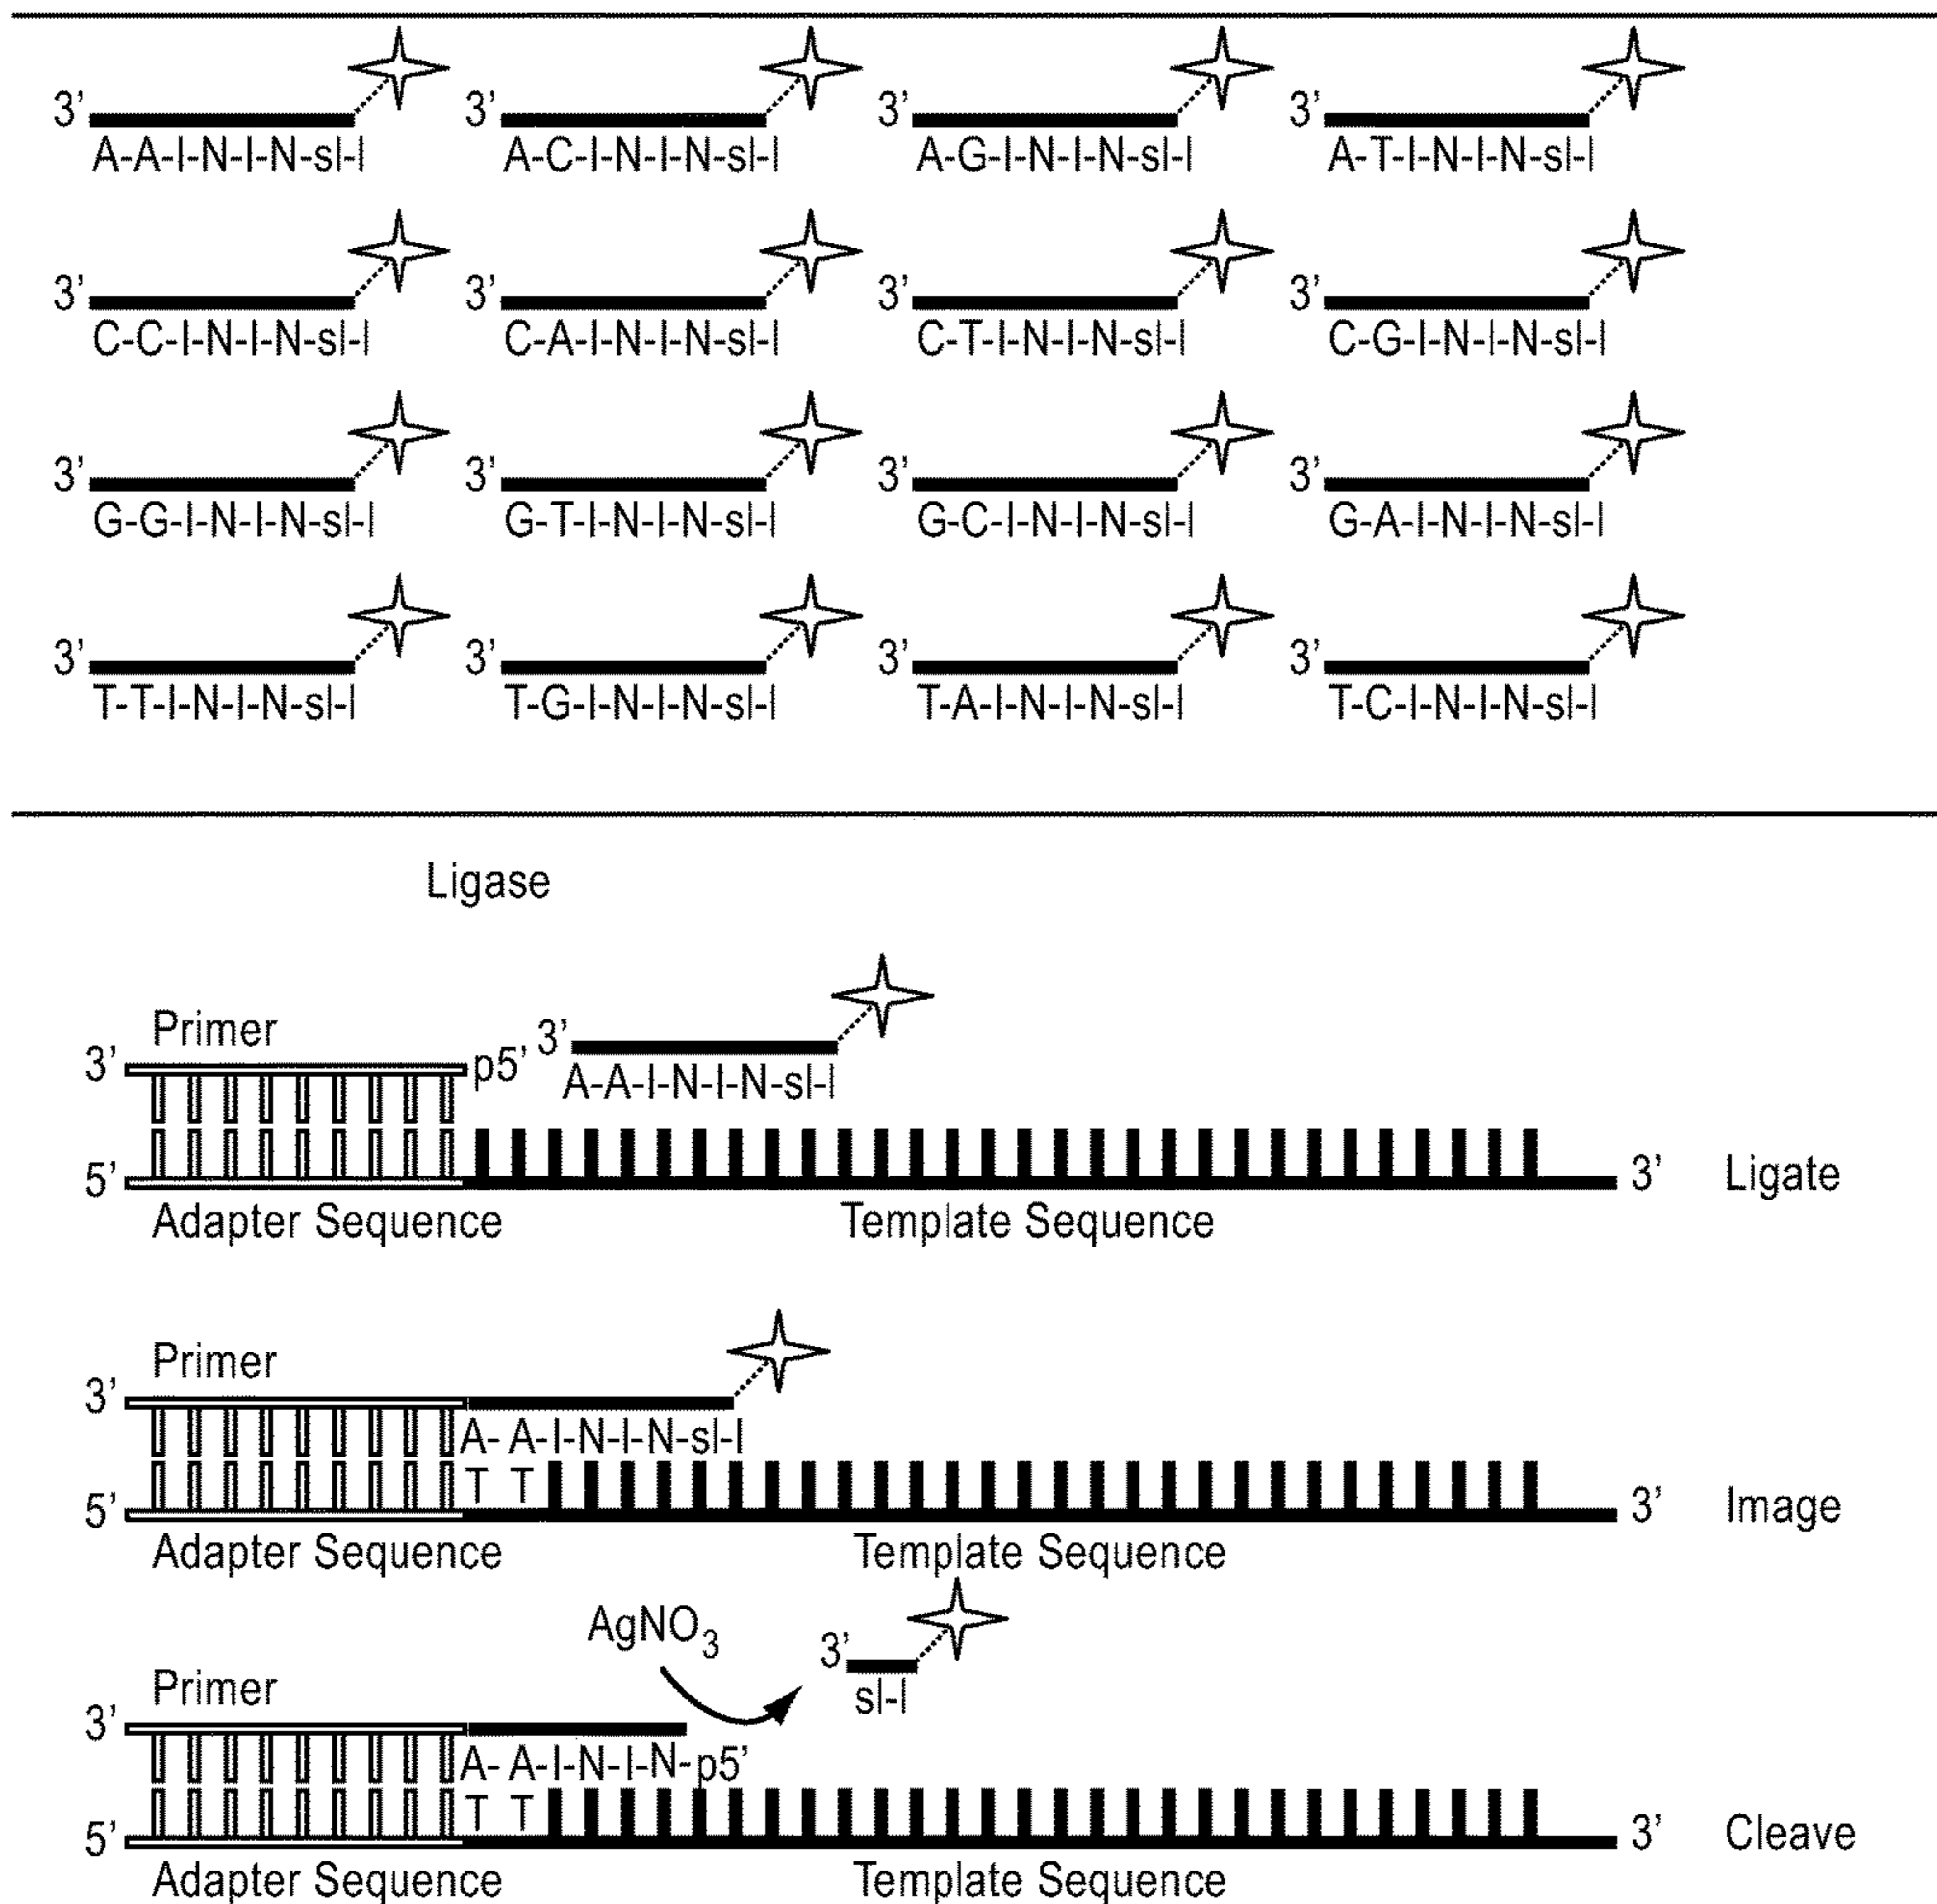 3' 3' 3' 3'
A-A-I-N-I-N-sI-I A-C-I-N-I-N-sI-I A-G-I-N-I-N-sI-I A-T-I-N-I-N-sI-I
3' 3' 3' 3'
C-C-I-N-I-N-sI-I C-A-I-N-I-N-sI-I C-T-I-N-I-N-sI-I C-G-I-N-I-N-sI-I
3' 3' 3' 3'
G-G-I-N-I-N-sI-I G-T-I-N-I-N-sI-I G-C-I-N-I-N-sI-I G-A-I-N-I-N-sI-I
3' 3' 3' 3'
T-T-I-N-I-N-sI-I T-G-I-N-I-N-sI-I T-A-I-N-I-N-sI-I T-C-I-N-I-N-sI-I
Ligase
Primer
3' p5' 3'
A-A-I-N-I-N-sI-I
5' 3' Ligate
Adapter Sequence Template Sequence
Primer
3'
A- A-I-N-I-N-sI-I
T T
5' 3' Image
Adapter Sequence Template Sequence
AgNO₃ 3'
sI-I
Primer
3'
A- A-I-N-I-N-p5'
T T
5' 3' Cleave
Adapter Sequence Template Sequence